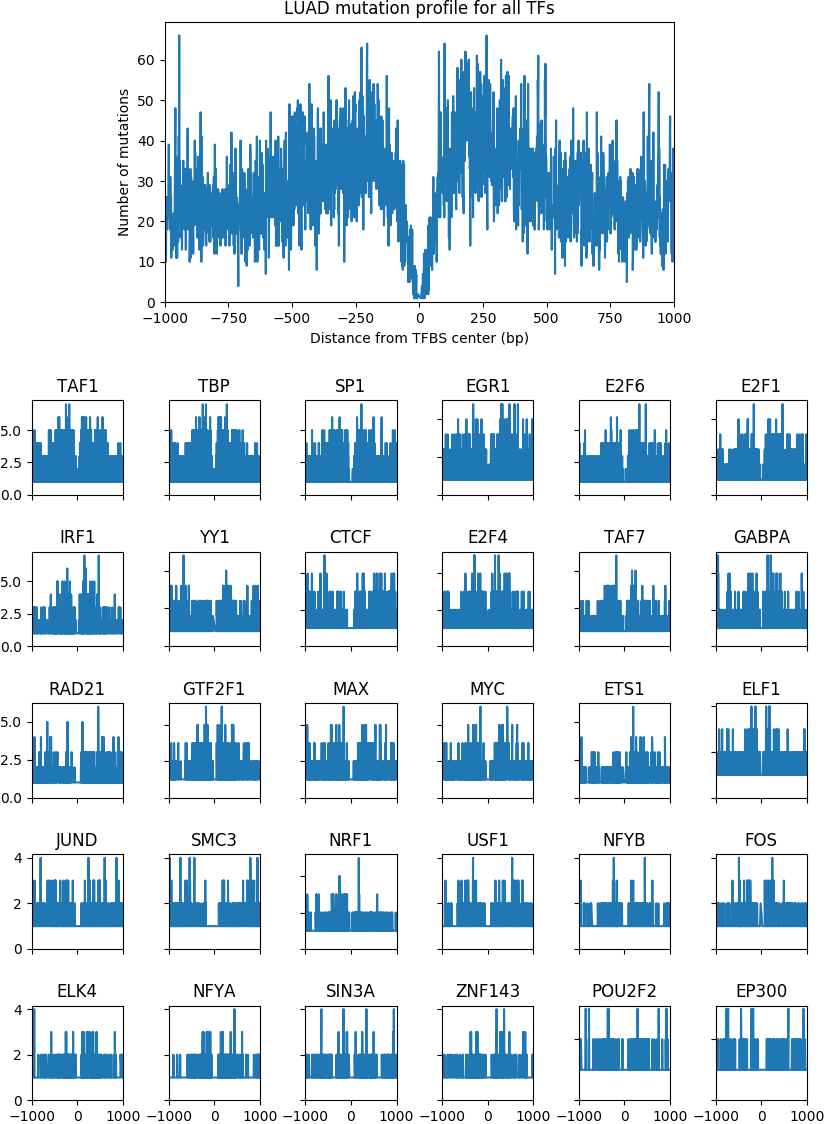 LUAD mutation profile for all TFs
Number of mutations
60
50
40
30
20
10
0
−1000 −750 −500 −250 0 250 500 750 1000
Distance from TFBS center (bp)
TAF1 TBP SP1 EGR1 E2F6 E2F1
5.0
2.5
0.0
IRF1 YY1 CTCF E2F4 TAF7 GABPA
5.0
2.5
0.0
RAD21 GTF2F1 MAX MYC ETS1 ELF1
5.0
2.5
0.0
JUND SMC3 NRF1 USF1 NFYB FOS
4
2
0
ELK4 NFYA SIN3A ZNF143 POU2F2 EP300
4
2
0
−1000 0 1000 −1000 0 1000 −1000 0 1000 −1000 0 1000 −1000 0 1000 −1000 0 1000